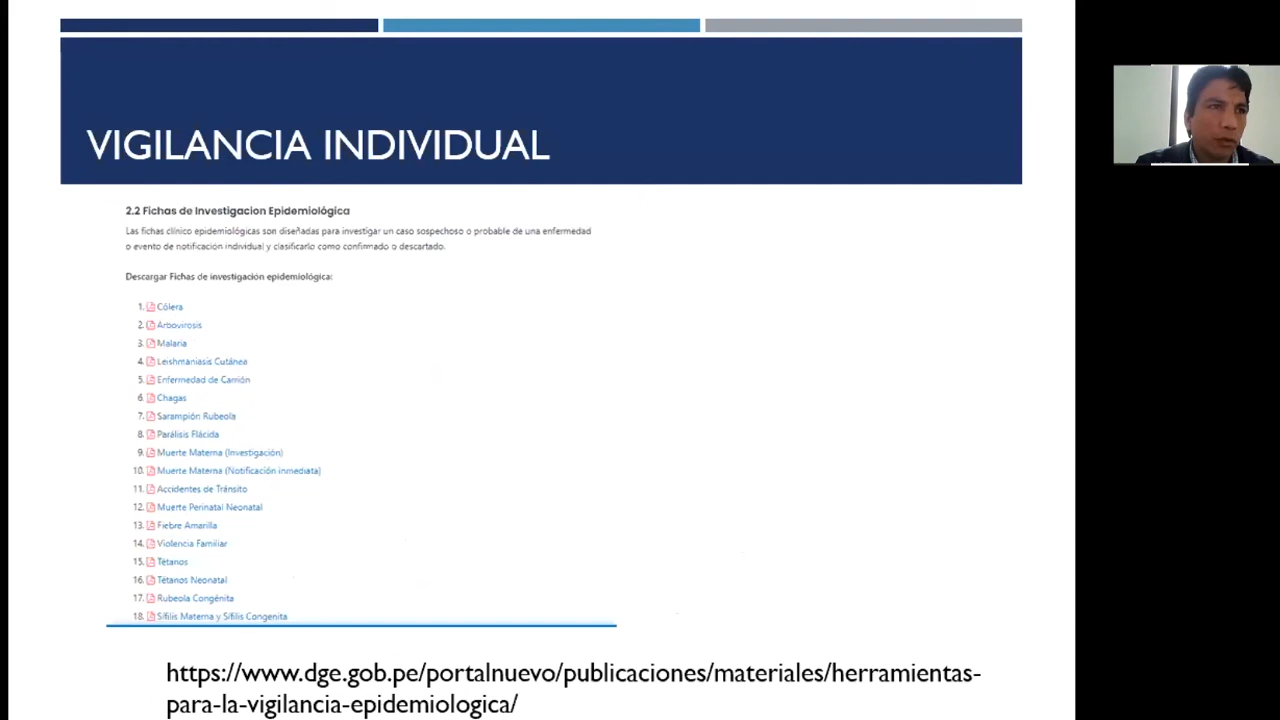 VIGILANCIA INDIVIDUAL
2.2 Fichas de Investigacion Epidemiológica
Las fichas clínico epidemiológicas son diseñadas para investigar un caso sospechoso o probable de una enfermedad
o evento de notificación individual y clasificarlo como confirmado o descartado.
Descargar Fichas de investigación epidemiológica:
1. Cólera
2. Arbovirosis
3. Malaria
4. Leishmaniasis Cutánea
5. Enfermedad de Carrión
6. Chagas
7. Sarampión Rubeola
8. Parálisis Flácida
9. Muerte Materna (Investigación)
10. Muerte Materna (Notificación inmediata)
11. Accidentes de Tránsito
12. Muerte Perinatal Neonatal
13. Fiebre Amarilla
14. Violencia Familiar
15. Tétanos
16. Tétanos Neonatal
17. Rubeola Congénita
18. Sífilis Materna y Sífilis Congenita
https://www.dge.gob.pe/portalnuevo/publicaciones/materiales/herramientas-
para-la-vigilancia-epidemiologica/